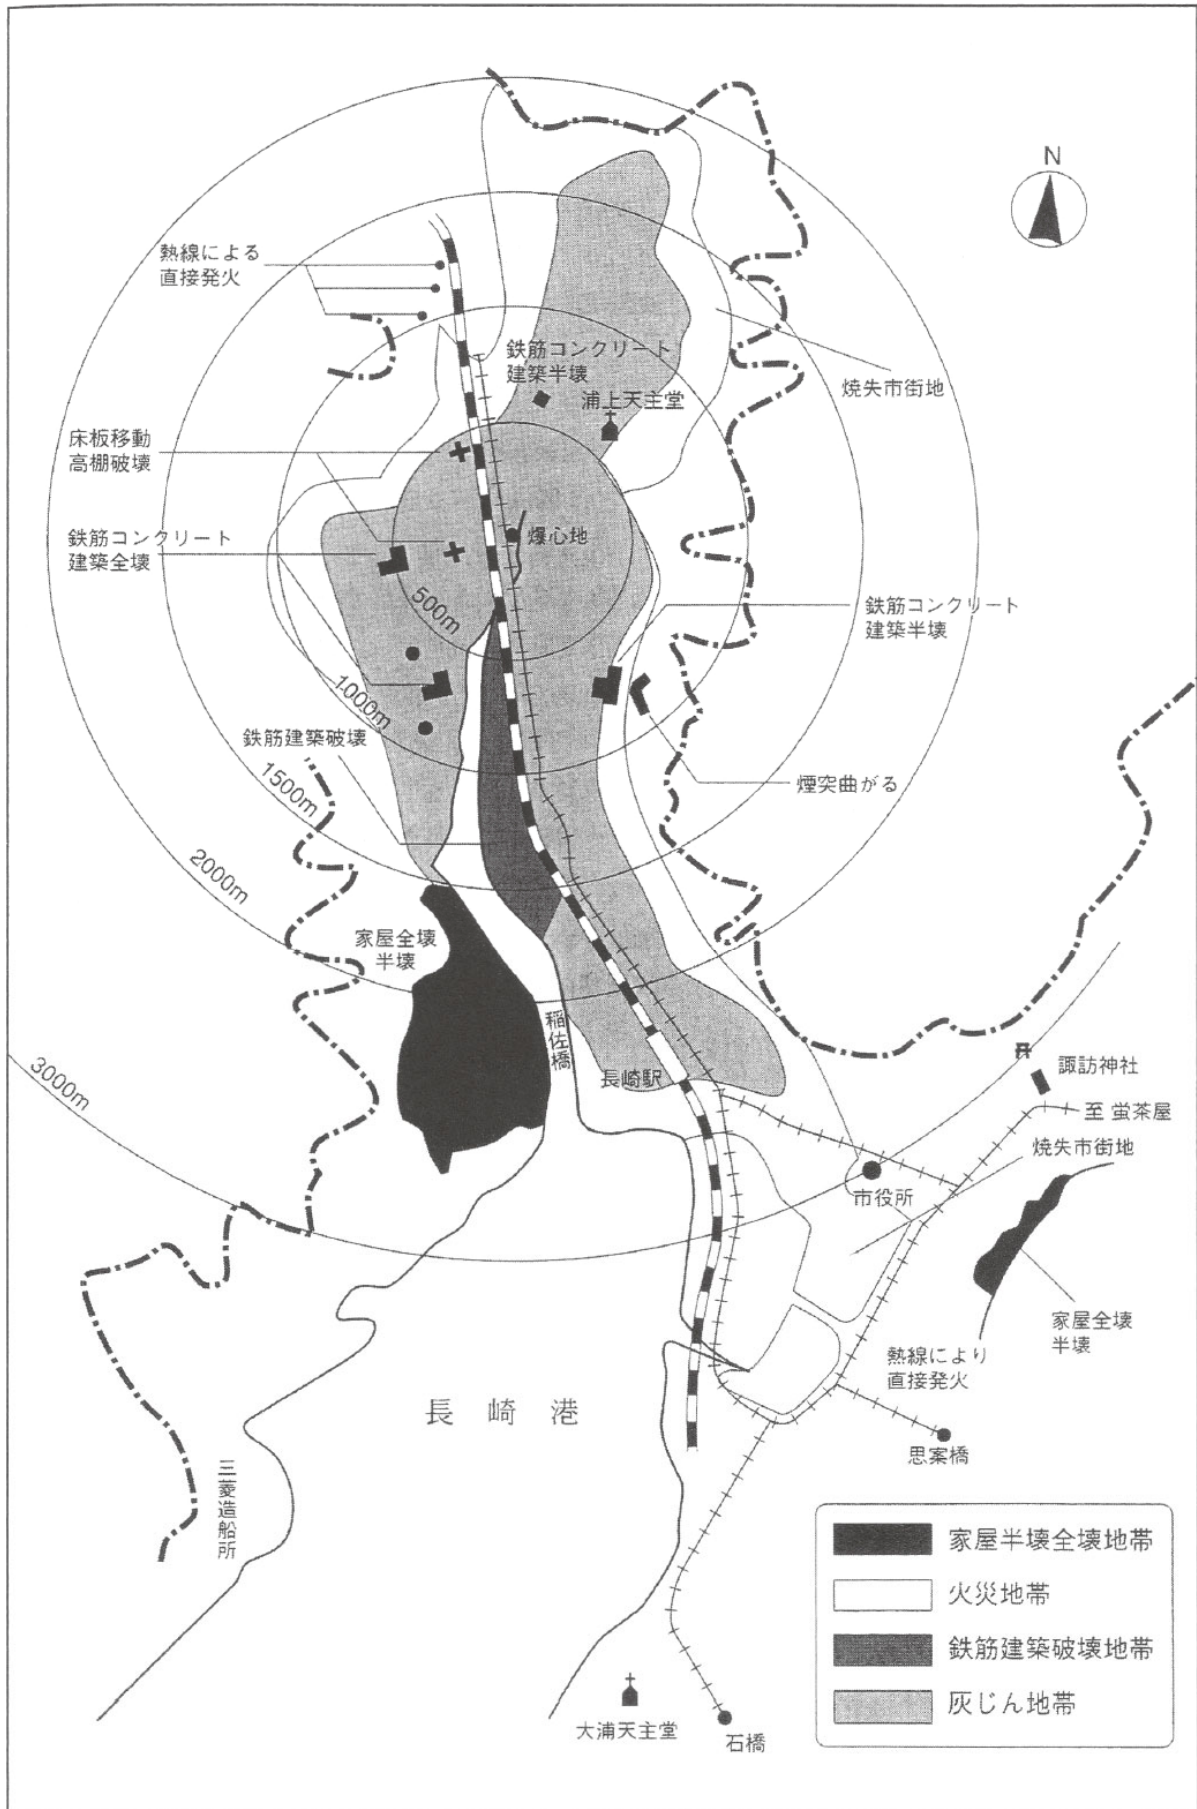 N
熱線による
直接発火
鉄筋コンクリート
建築半壊
浦上天主堂
焼失市街地
床板移動
高棚破壊
鉄筋コンクリート
建築全壊
爆心地
500m
鉄筋コンクリート
建築半壊
1000m
鉄筋建築破壊
1500m
煙突曲がる
2000m
家屋全壊
半壊
稲佐橋
3000m
長崎駅
諏訪神社
至 蛍茶屋
焼失市街地
市役所
家屋全壊
半壊
熱線により
直接発火
長崎港
思案橋
三菱造船所
大浦天主堂
石橋
家屋半壊全壊地帯
火災地帯
鉄筋建築破壊地帯
灰じん地帯